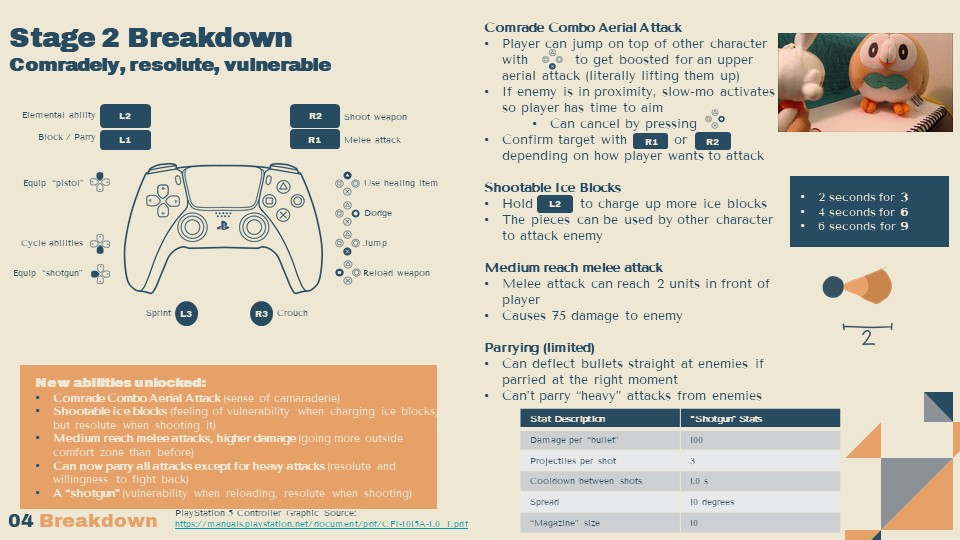 Stage 2 Breakdown
Comradely, resolute, vulnerable
Elemental ability L2
Block / Parry L1
R2 Shoot weapon
R1 Melee attack
Equip "pistol"
Use healing item
Dodge
Cycle abilities
Jump
Equip "shotgun"
Reload weapon
Sprint L3
R3 Crouch
New abilities unlocked:
• Comrade Combo Aerial Attack (sense of camaraderie)
• Shootable ice blocks (feeling of vulnerability when charging ice blocks,
but resolute when shooting it)
• Medium reach melee attacks, higher damage (going more outside
comfort zone than before)
• Can now parry all attacks except for heavy attacks (resolute and
willingness to fight back)
• A "shotgun" (vulnerability when reloading, resolute when shooting)
04 Breakdown
PlayStation 5 Controller Graphic Source:
https://manuals.playstation.net/document/pdf/CFI-1015A-1.0_1.pdf
Comrade Combo Aerial Attack
• Player can jump on top of other character
with to get boosted for an upper
aerial attack (literally lifting them up)
• If enemy is in proximity, slow-mo activates
so player has time to aim
• Can cancel by pressing
• Confirm target with R1 or R2
depending on how player wants to attack
Shootable Ice Blocks
• Hold L2 to charge up more ice blocks
• The pieces can be used by other character
to attack enemy
• 2 seconds for 3
• 4 seconds for 6
• 6 seconds for 9
Medium reach melee attack
• Melee attack can reach 2 units in front of
player
• Causes 75 damage to enemy
2
Parrying (limited)
• Can deflect bullets straight at enemies if
parried at the right moment
• Can't parry "heavy" attacks from enemies
Stat Description "Shotgun" Stats
Damage per "bullet" 100
Projectiles per shot 3
Cooldown between shots 1.0 s
Spread 10 degrees
"Magazine" size 10